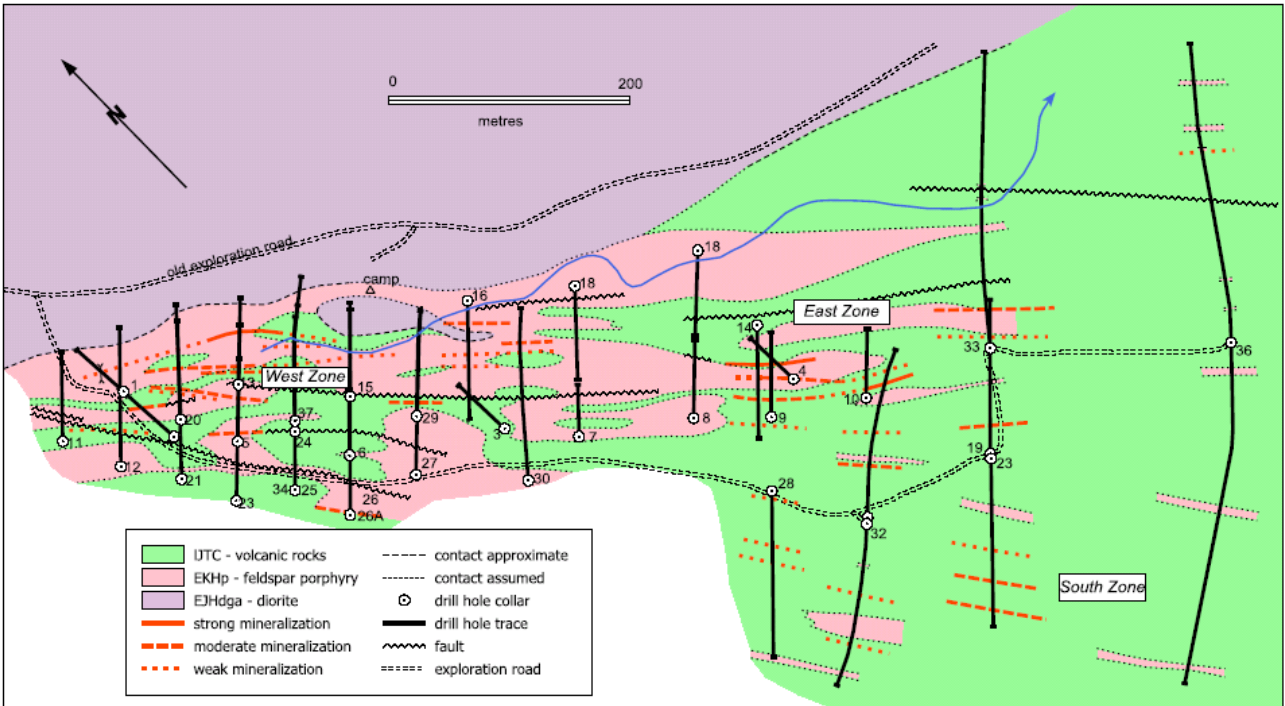 0
200
metres
N
old exploration road
camp
18
18
16
East Zone
14
33
36
West Zone
1
1
13
15
4
10
20
37
29
8
9
3
7
11
5
24
6
19
23
12
21
27
30
28
34
25
26
23
26A
32
South Zone
IJTC - volcanic rocks
EKHp - feldspar porphyry
EJHdga - diorite
strong mineralization
moderate mineralization
weak mineralization
contact approximate
contact assumed
drill hole collar
drill hole trace
fault
exploration road